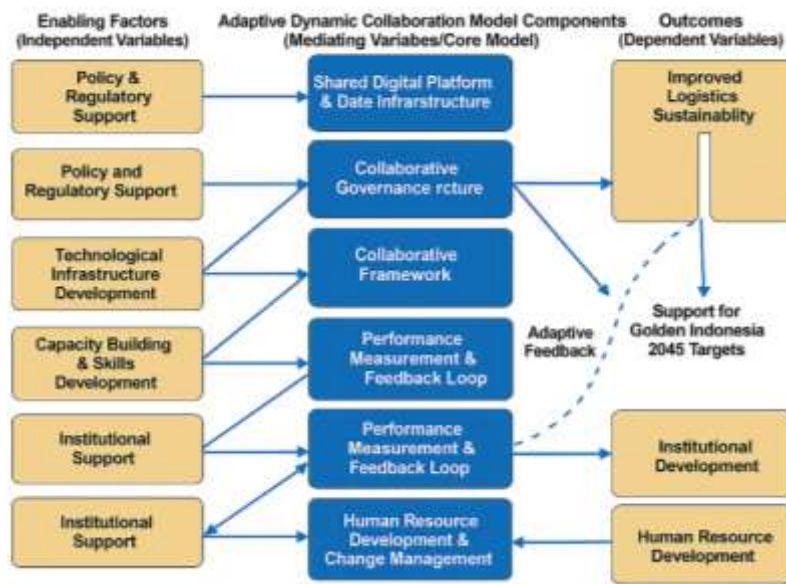 Enabling Factors
(Independent Variables)
Adaptive Dynamic Collaboration Model Components
(Mediating Variabes/Core Model)
Outcomes
(Dependent Variables)
Policy &
Regulatory
Support
Shared Digital Platform
& Date Infrarstructure
Improved
Logistics
Sustainablity
Policy and
Regulatory Support
Collaborative
Governance rcture
Technological
Infrastructure
Development
Collaborative
Framework
Support for
Golden Indonesia
2045 Targets
Capacity Building
& Skills
Development
Performance
Measurement &
Feedback Loop
Adaptive
Feedback
Institutional
Support
Performance
Measurement &
Feedback Loop
Institutional
Development
Institutional
Support
Human Resource
Development &
Change Management
Human Resource
Development